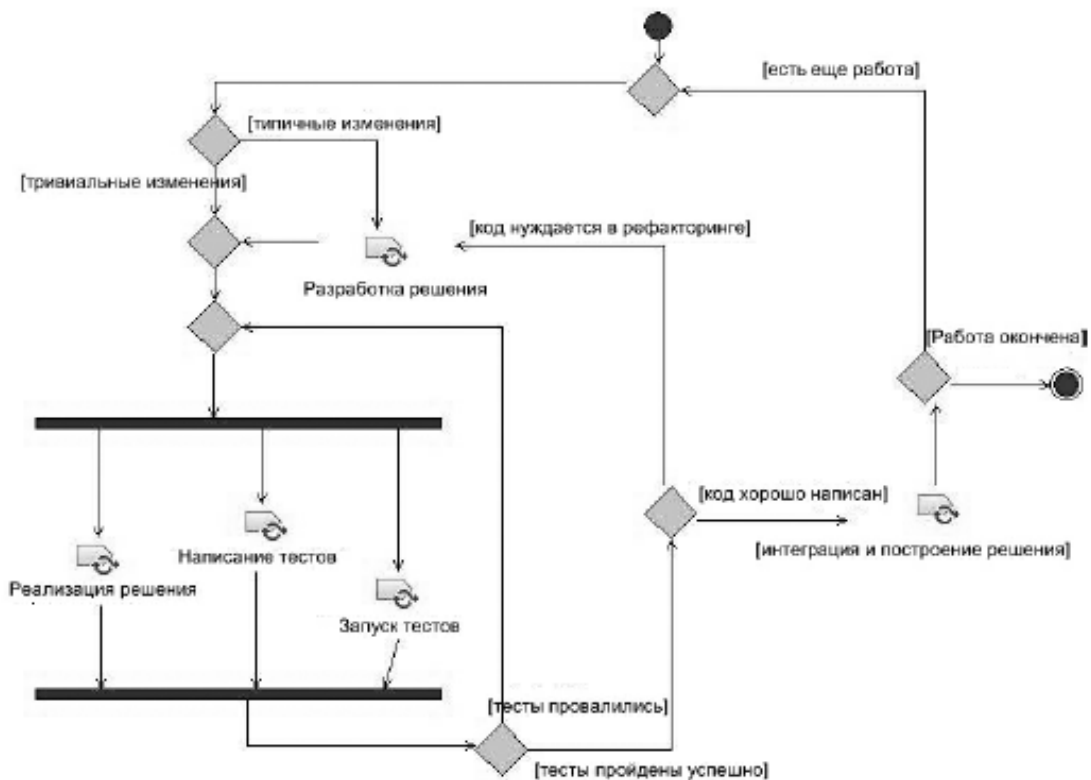 [есть еще работа]
[типичные изменения]
[тривиальные изменения]
[код нуждается в рефакторинге]
Разработка решения
[Работа окончена]
[код хорошо написан]
[интеграция и построение решения]
Написание тестов
Реализация решения
Запуск тестов
[тесты провалились]
[тесты пройдены успешно]